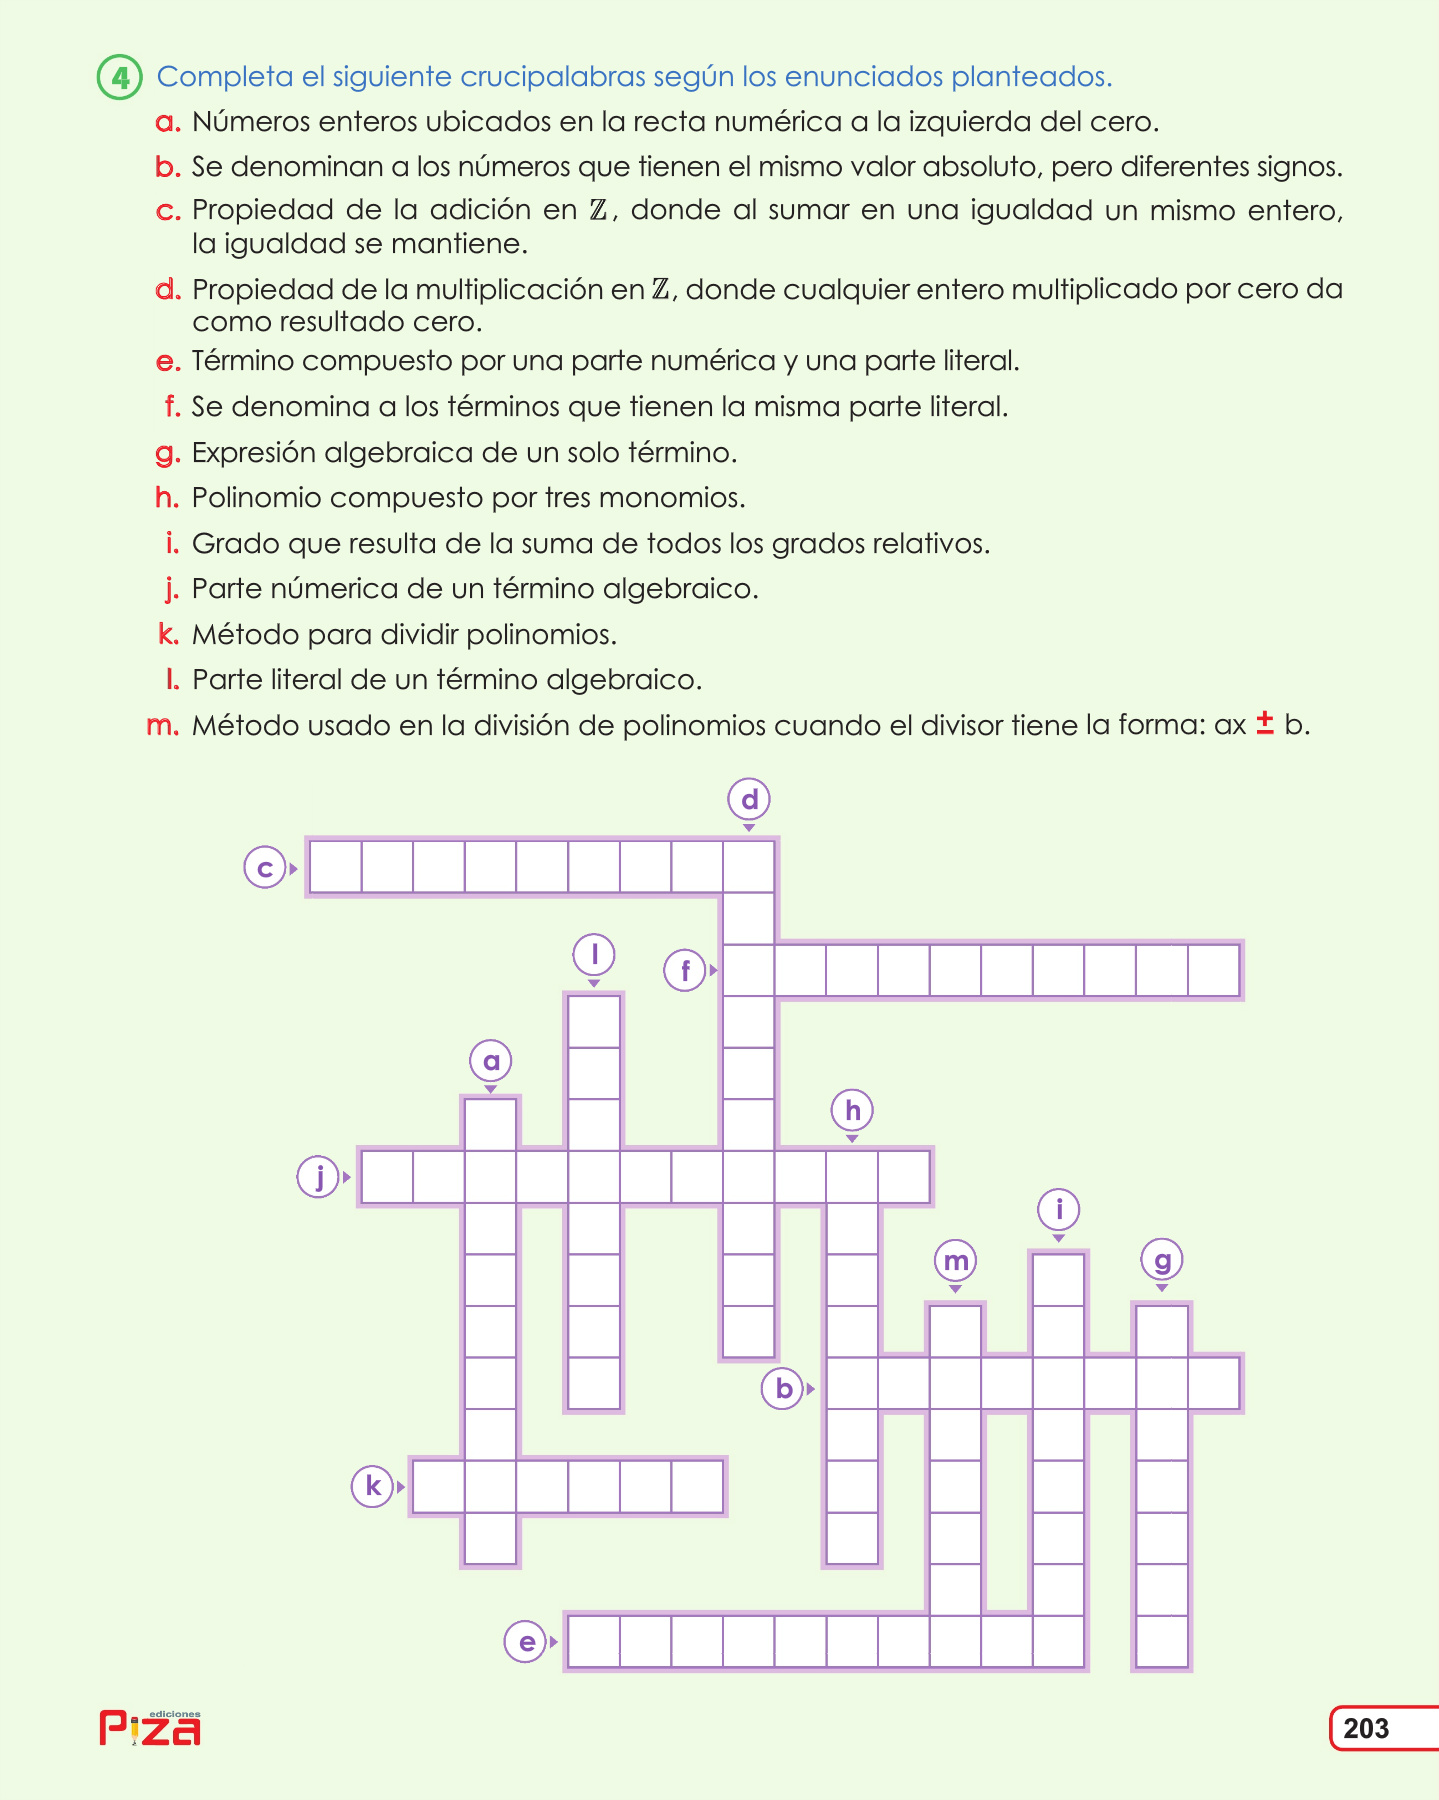 4 Completa el siguiente crucipalabras según los enunciados planteados.
a. Números enteros ubicados en la recta numérica a la izquierda del cero.
b. Se denominan a los números que tienen el mismo valor absoluto, pero diferentes signos.
c. Propiedad de la adición en ℤ, donde al sumar en una igualdad un mismo entero,
la igualdad se mantiene.
d. Propiedad de la multiplicación en ℤ, donde cualquier entero multiplicado por cero da
como resultado cero.
e. Término compuesto por una parte numérica y una parte literal.
f. Se denomina a los términos que tienen la misma parte literal.
g. Expresión algebraica de un solo término.
h. Polinomio compuesto por tres monomios.
i. Grado que resulta de la suma de todos los grados relativos.
j. Parte númerica de un término algebraico.
k. Método para dividir polinomios.
l. Parte literal de un término algebraico.
m. Método usado en la división de polinomios cuando el divisor tiene la forma: ax ± b.
d
c
l
f
a
h
j
i
m
g
b
k
e
ediciones
Piza
203